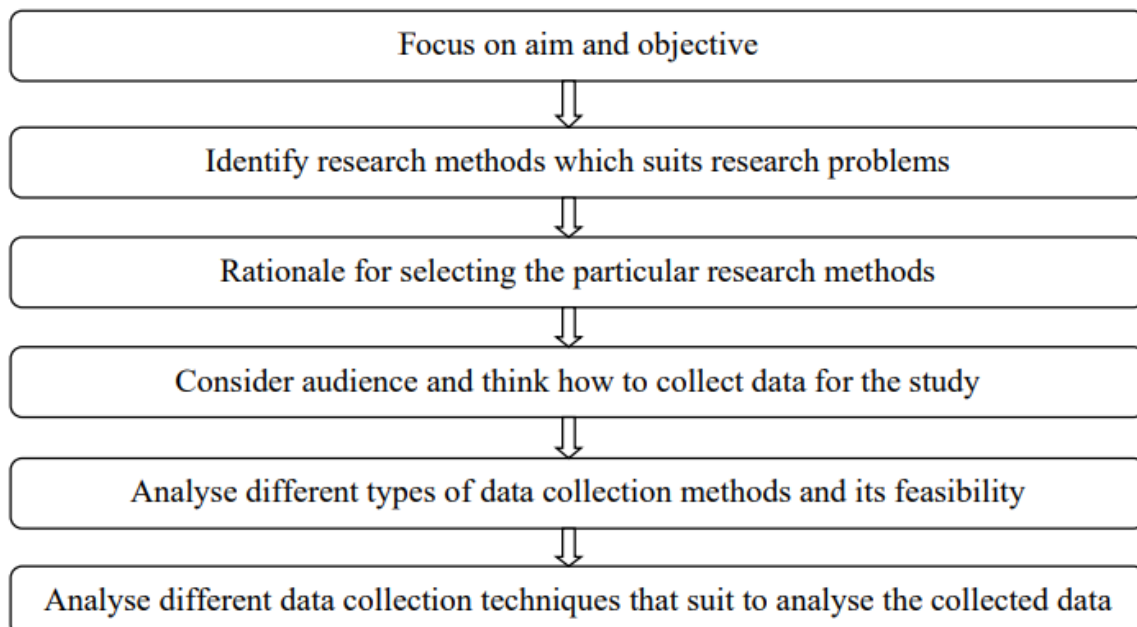 Focus on aim and objective
Identify research methods which suits research problems
Rationale for selecting the particular research methods
Consider audience and think how to collect data for the study
Analyse different types of data collection methods and its feasibility
Analyse different data collection techniques that suit to analyse the collected data